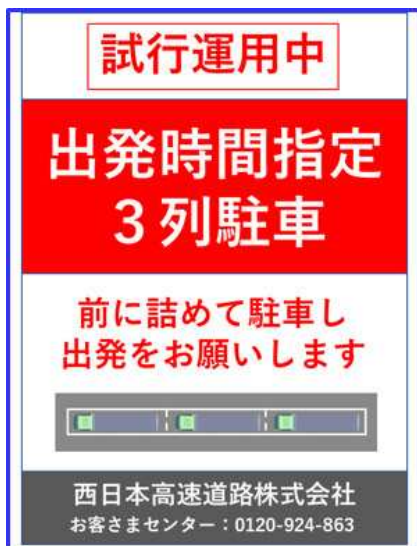 試行運用中
出発時間指定
３列駐車
前に詰めて駐車し
出発をお願いします
西日本高速道路株式会社
お客さまセンター：0120-924-863